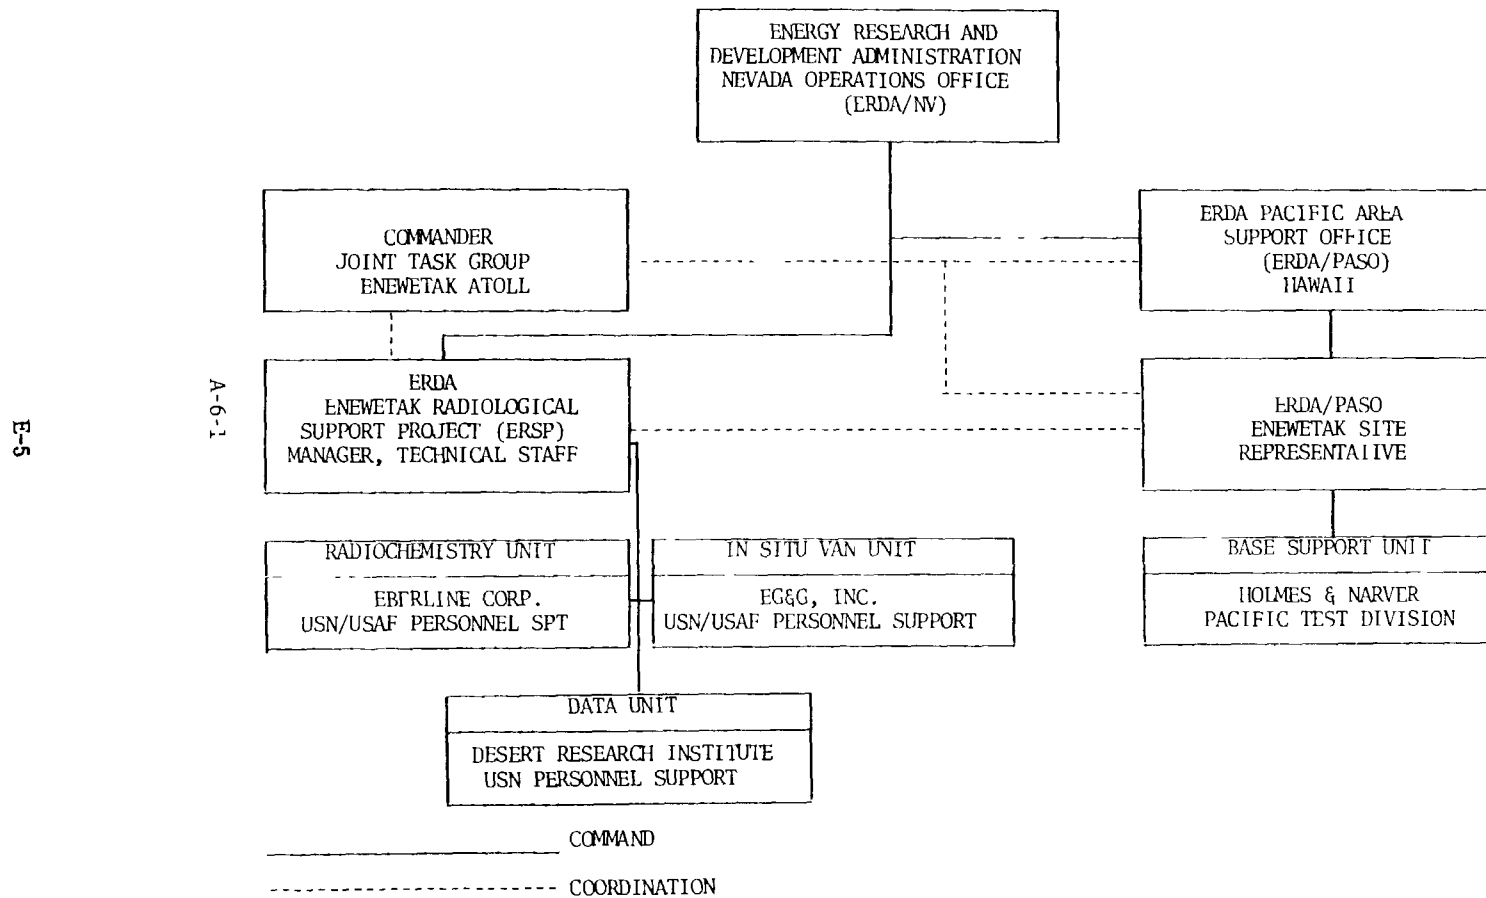 ENERGY RESEARCH AND
DEVELOPMENT ADMINISTRATION
NEVADA OPERATIONS OFFICE
(ERDA/NV)
COMMANDER
JOINT TASK GROUP
ENEWETAK ATOLL
ERDA PACIFIC AREA
SUPPORT OFFICE
(ERDA/PASO)
HAWAII
ERDA
ENEWETAK RADIOLOGICAL
SUPPORT PROJECT (ERSP)
MANAGER, TECHNICAL STAFF
ERDA/PASO
ENEWETAK SITE
REPRESENTATIVE
A-6-1
E-5
RADIOCHEMISTRY UNIT
EBERLINE CORP.
USN/USAF PERSONNEL SPT
IN SITU VAN UNIT
EG&G, INC.
USN/USAF PERSONNEL SUPPORT
BASE SUPPORT UNIT
HOLMES & NARVER
PACIFIC TEST DIVISION
DATA UNIT
DESERT RESEARCH INSTITUTE
USN PERSONNEL SUPPORT
COMMAND
COORDINATION